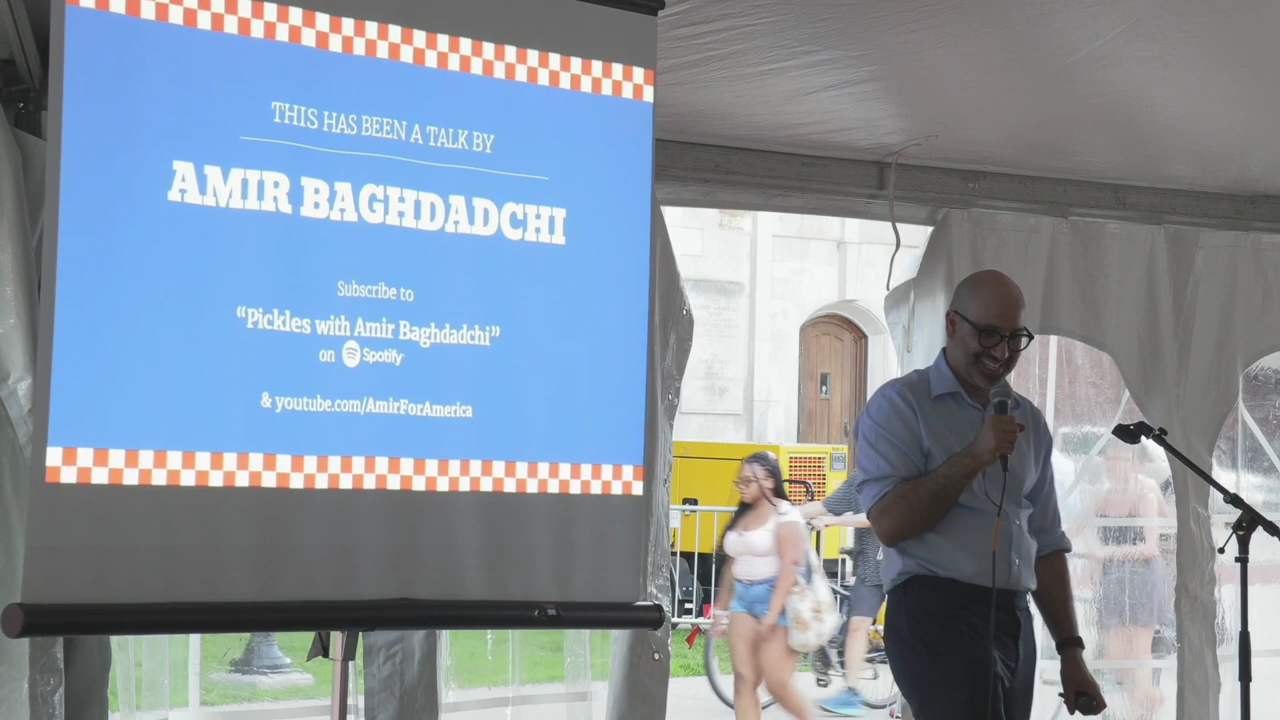 THIS HAS BEEN A TALK BY
AMIR BAGHDADCHI
Subscribe to
“Pickles with Amir Baghdadchi”
on Spotify
& youtube.com/AmirForAmerica